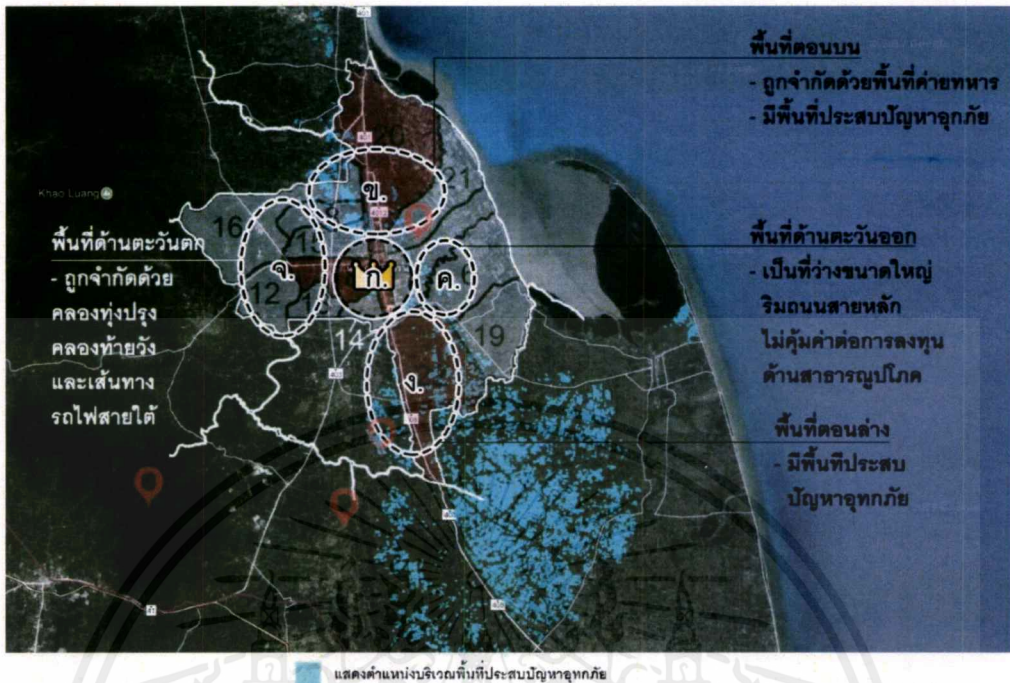 พื้นที่ตอนบน
- ถูกจำกัดด้วยพื้นที่ค่ายทหาร
- มีพื้นที่ประสบปัญหาอุกภัย
Khao Luang
21
ข.
16
พื้นที่ด้านตะวันตก
- ถูกจำกัดด้วย
คลองทุ่งปรุง
คลองท้ายวัง
และเส้นทาง
รถไฟสายใต้
จ.
12
ก.
ค.
14
19
ง.
พื้นที่ด้านตะวันออก
- เป็นที่ว่างขนาดใหญ่
ริมถนนสายหลัก
ไม่คุ้มค่าต่อการลงทุน
ด้านสาธารณูปโภค
พื้นที่ตอนล่าง
- มีพื้นที่ประสบ
ปัญหาอุทกภัย
แสดงตำแหน่งบริเวณพื้นที่ประสบปัญหาอุทกภัย